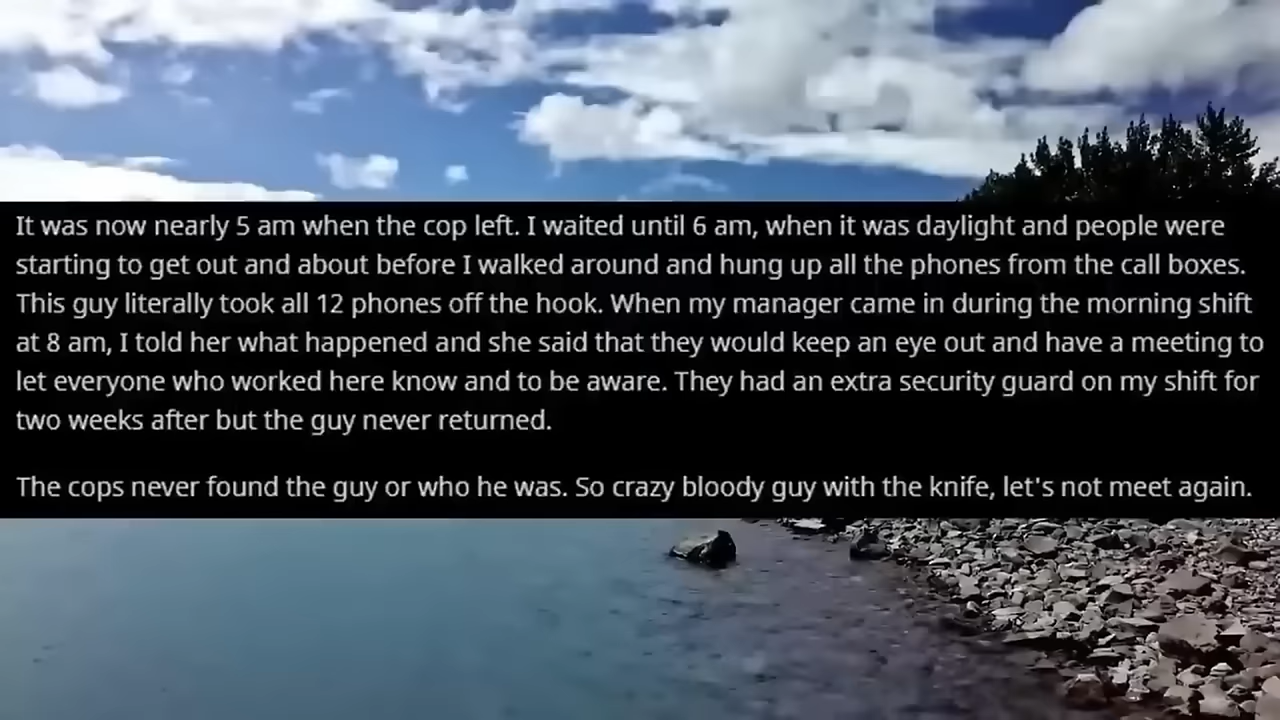 It was now nearly 5 am when the cop left. I waited until 6 am, when it was daylight and people were
starting to get out and about before I walked around and hung up all the phones from the call boxes.
This guy literally took all 12 phones off the hook. When my manager came in during the morning shift
at 8 am, I told her what happened and she said that they would keep an eye out and have a meeting to
let everyone who worked here know and to be aware. They had an extra security guard on my shift for
two weeks after but the guy never returned.
The cops never found the guy or who he was. So crazy bloody guy with the knife, let's not meet again.